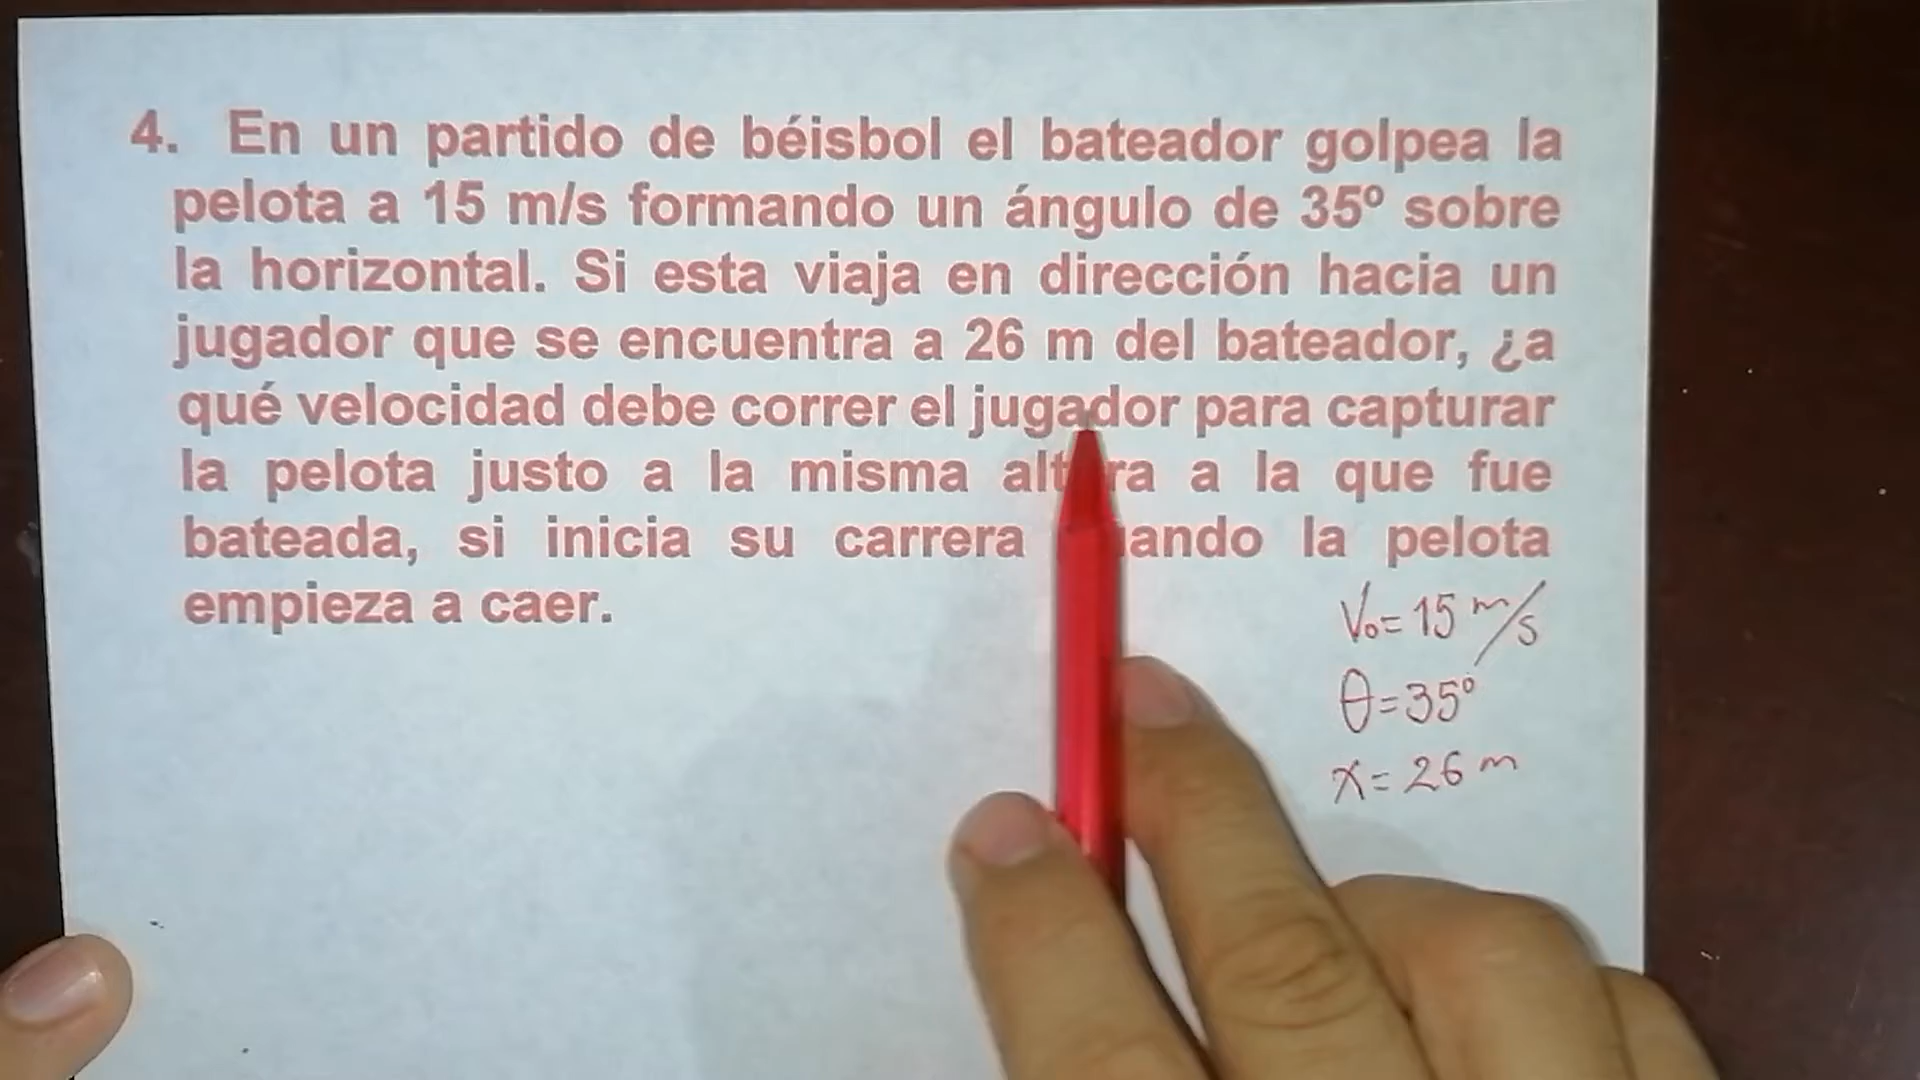 4. En un partido de béisbol el bateador golpea la
pelota a 15 m/s formando un ángulo de 35º sobre
la horizontal. Si esta viaja en dirección hacia un
jugador que se encuentra a 26 m del bateador, ¿a
qué velocidad debe correr el jugador para capturar
la pelota justo a la misma altura a la que fue
bateada, si inicia su carrera cuando la pelota
empieza a caer.
V₀=15 m/s
θ=35º
x=26 m